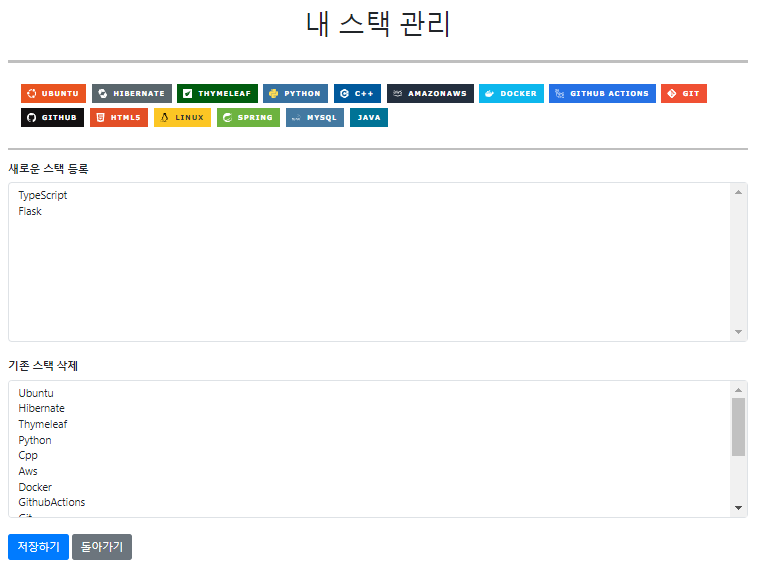 내 스택 관리
UBUNTU HIBERNATE THYMELEAF PYTHON C++ AMAZONAWS DOCKER GITHUB ACTIONS GIT
GITHUB HTML5 LINUX SPRING MYSQL JAVA
새로운 스택 등록
TypeScript
Flask
기존 스택 삭제
Ubuntu
Hibernate
Thymeleaf
Python
Cpp
Aws
Docker
GithubActions
Git
저장하기 돌아가기